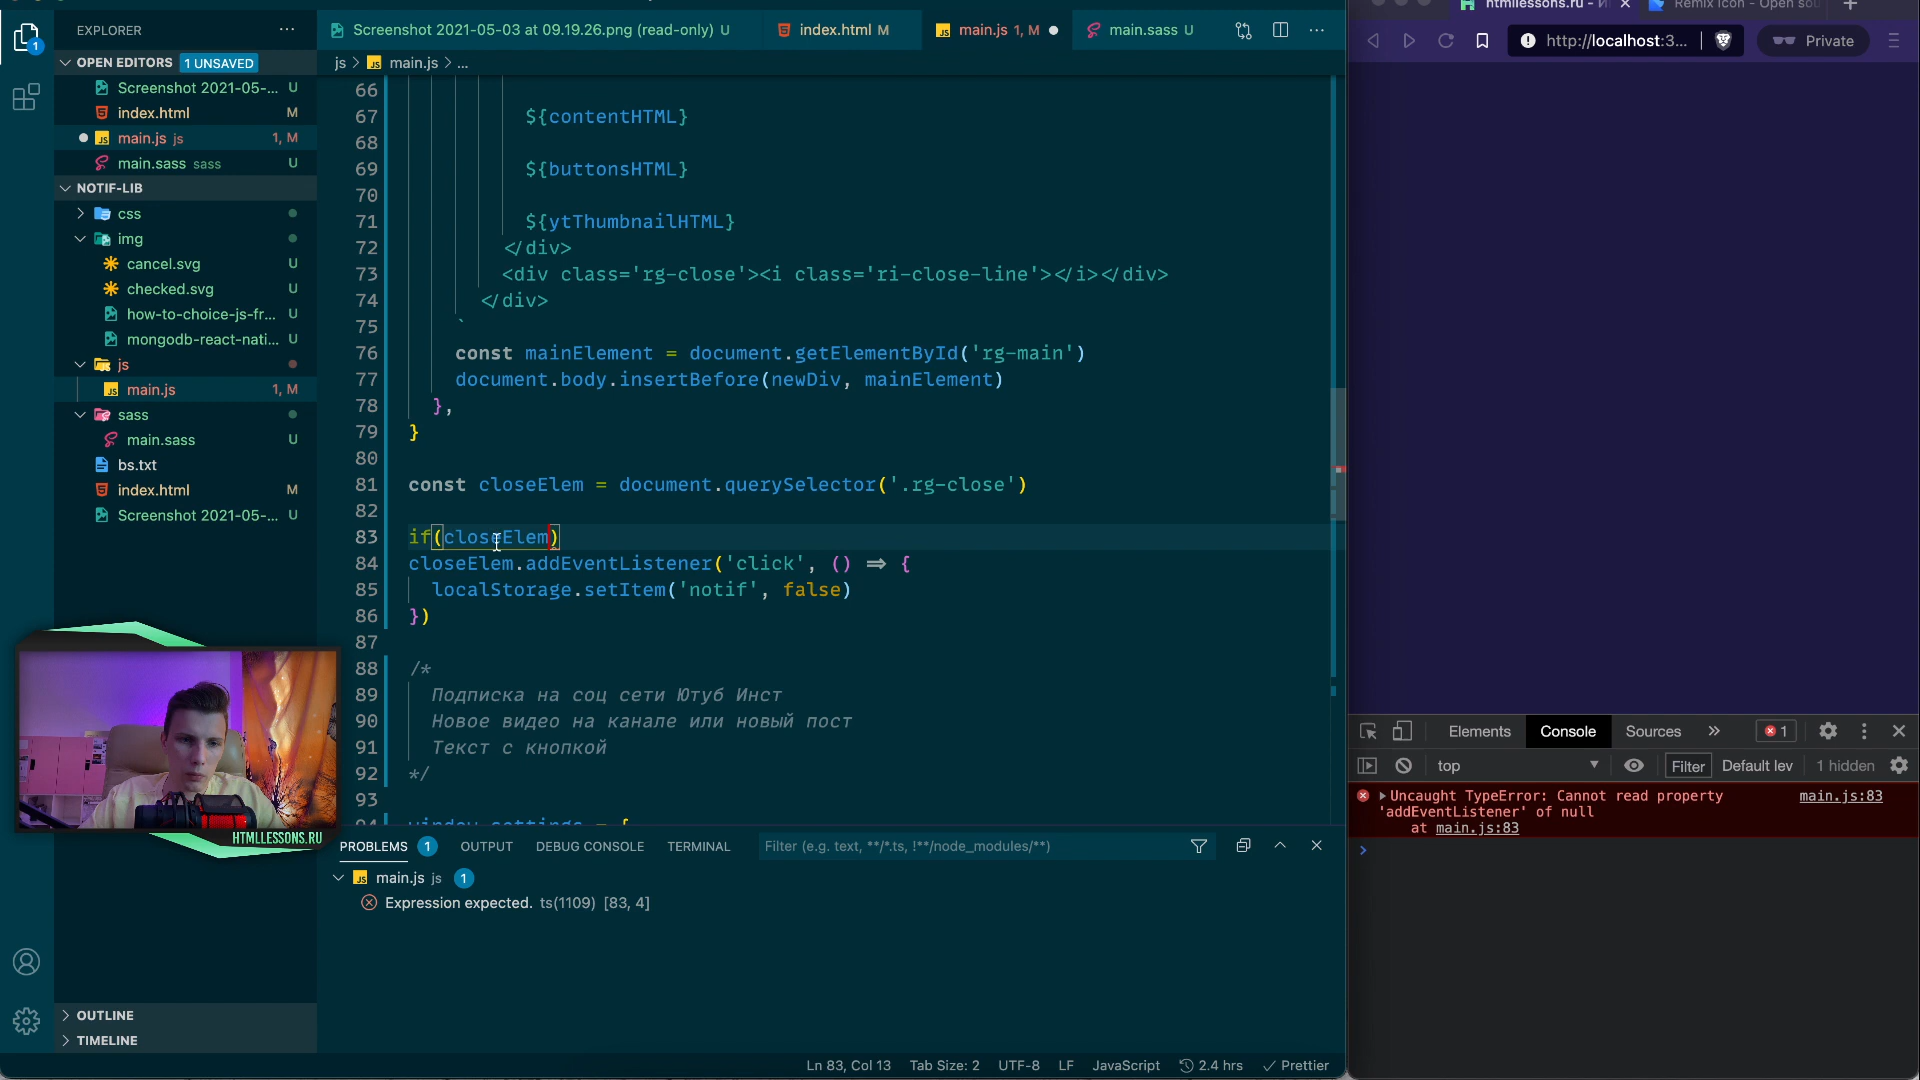 EXPLORER
Screenshot 2021-05-03 at 09.19.26.png (read-only) U
index.html M
main.js 1, M
main.sass U
htmllessons.ru - И
Remix Icon - Open sou
http://localhost:3...
Private
OPEN EDITORS 1 UNSAVED
js > main.js > ...
Screenshot 2021-05-... U
index.html M
main.js js 1, M
main.sass sass U
NOTIF-LIB
css
img
cancel.svg U
checked.svg U
how-to-choice-js-fr... U
mongodb-react-nati... U
js
main.js 1, M
sass
main.sass U
bs.txt
index.html M
Screenshot 2021-05-... U
66
67 ${contentHTML}
68
69 ${buttonsHTML}
70
71 ${ytThumbnailHTML}
72 </div>
73 <div class='rg-close'><i class='ri-close-line'></i></div>
74 </div>
75 `
76 const mainElement = document.getElementById('rg-main')
77 document.body.insertBefore(newDiv, mainElement)
78 },
79 }
80
81 const closeElem = document.querySelector('.rg-close')
82
83 if(closeElem)
84 closeElem.addEventListener('click', () => {
85 localStorage.setItem('notif', false)
86 })
87
88 /*
89 Подписка на соц сети Ютуб Инст
90 Новое видео на канале или новый пост
91 Текст с кнопкой
92 */
93
94 window.settings = {
Elements Console Sources » 1
top Filter Default lev 1 hidden
Uncaught TypeError: Cannot read property main.js:83
'addEventListener' of null
at main.js:83
HTMLLESSONS.RU
PROBLEMS 1 OUTPUT DEBUG CONSOLE TERMINAL
Filter (e.g. text, **/*.ts, !**/node_modules/**)
main.js js 1
Expression expected. ts(1109) [83, 4]
OUTLINE
TIMELINE
Ln 83, Col 13 Tab Size: 2 UTF-8 LF JavaScript 2.4 hrs Prettier